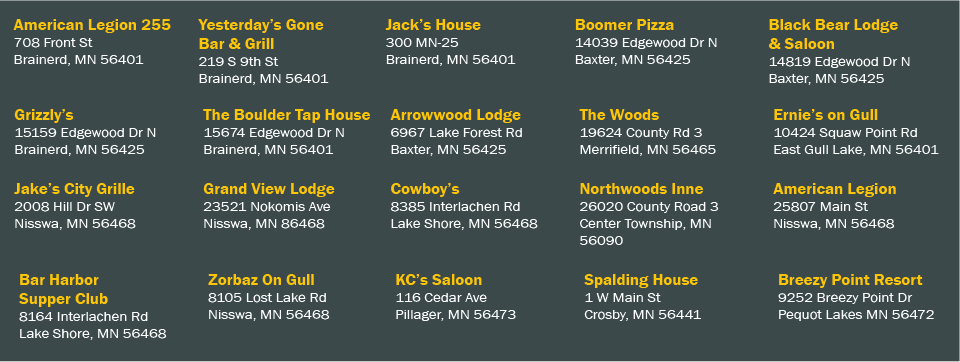 American Legion 255
708 Front St
Brainerd, MN 56401
Yesterday's Gone
Bar & Grill
219 S 9th St
Brainerd, MN 56401
Jack's House
300 MN-25
Brainerd, MN 56401
Boomer Pizza
14039 Edgewood Dr N
Baxter, MN 56425
Black Bear Lodge
& Saloon
14819 Edgewood Dr N
Baxter, MN 56425
Grizzly's
15159 Edgewood Dr N
Brainerd, MN 56425
The Boulder Tap House
15674 Edgewood Dr N
Brainerd, MN 56401
Arrowwood Lodge
6967 Lake Forest Rd
Baxter, MN 56425
The Woods
19624 County Rd 3
Merrifield, MN 56465
Ernie's on Gull
10424 Squaw Point Rd
East Gull Lake, MN 56401
Jake's City Grille
2008 Hill Dr SW
Nisswa, MN 56468
Grand View Lodge
23521 Nokomis Ave
Nisswa, MN 86468
Cowboy's
8385 Interlachen Rd
Lake Shore, MN 56468
Northwoods Inne
26020 County Road 3
Center Township, MN
56090
American Legion
25807 Main St
Nisswa, MN 56468
Bar Harbor
Supper Club
8164 Interlachen Rd
Lake Shore, MN 56468
Zorbaz On Gull
8105 Lost Lake Rd
Nisswa, MN 56468
KC's Saloon
116 Cedar Ave
Pillager, MN 56473
Spalding House
1 W Main St
Crosby, MN 56441
Breezy Point Resort
9252 Breezy Point Dr
Pequot Lakes MN 56472